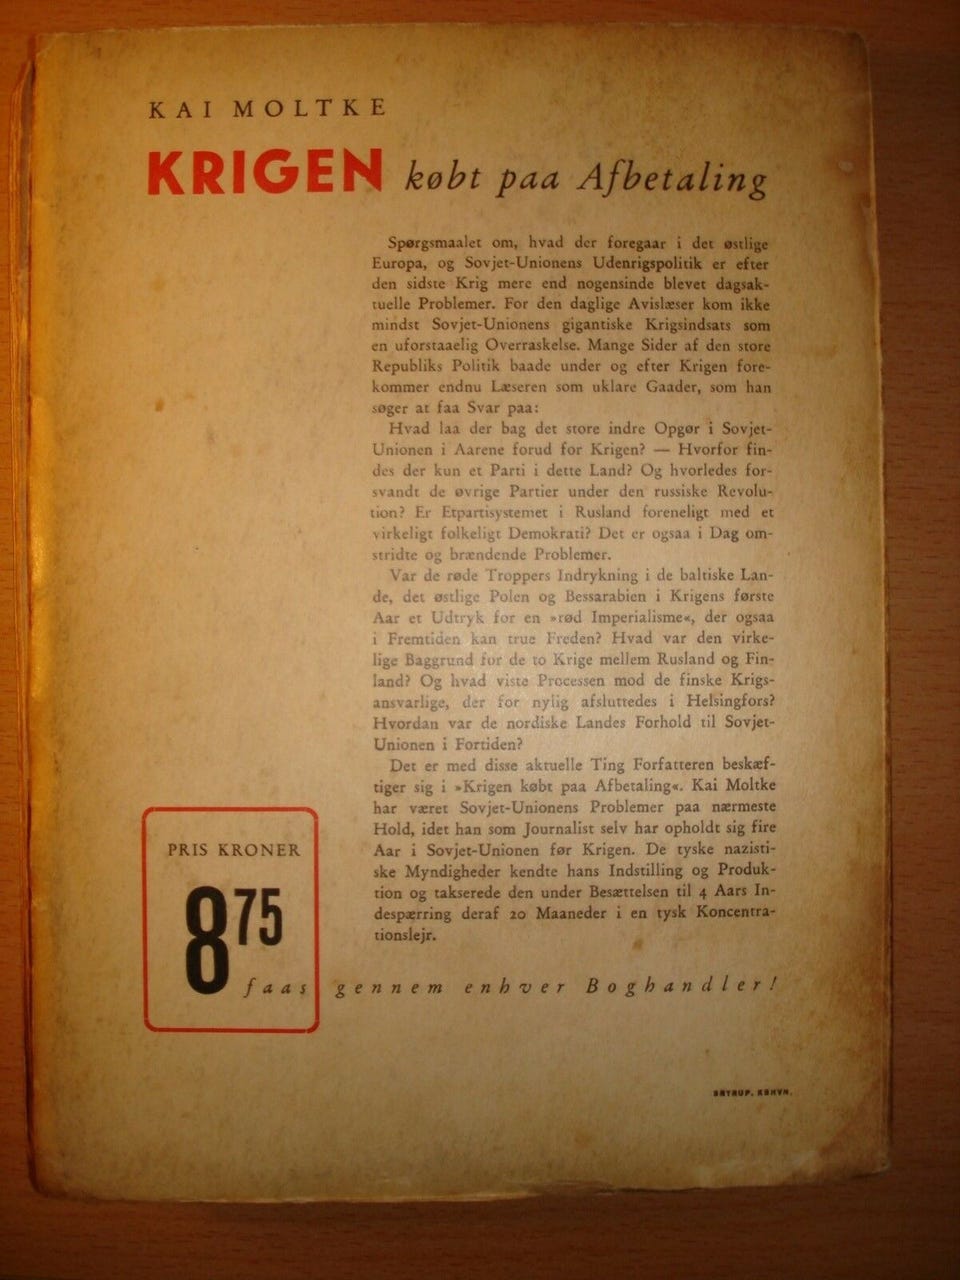 KAI MOLTKE
KRIGEN købt paa Afbetaling
Spørgsmaalet om, hvad der foregaar i det østlige
Europa, og Sovjet-Unionens Udenrigspolitik er efter
den sidste Krig mere end nogensinde blevet dagsak-
tuelle Problemer. For den daglige Avislæser kom ikke
mindst Sovjet-Unionens gigantiske Krigsindsats som
en uforstaaelig Overraskelse. Mange Sider af den store
Republiks Politik baade under og efter Krigen fore-
kommer endnu Læseren som uklare Gaader, som han
søger at faa Svar paa:
Hvad laa der bag det store indre Opgør i Sovjet-
Unionen i Aarene forud for Krigen? — Hvorfor fin-
des der kun et Parti i dette Land? Og hvorledes for-
svandt de øvrige Partier under den russiske Revolu-
tion? Er Etpartisystemet i Rusland foreneligt med et
virkeligt folkeligt Demokrati? Det er ogsaa i Dag om-
stridte og brændende Problemer.
Var de røde Troppers Indrykning i de baltiske Lan-
de, det østlige Polen og Bessarabien i Krigens første
Aar et Udtryk for en »rød Imperialisme«, der ogsaa
i Fremtiden kan true Freden? Hvad var den virke-
lige Baggrund for de to Krige mellem Rusland og Fin-
land? Og hvad viste Processen mod de finske Krigs-
ansvarlige, der for nylig afsluttedes i Helsingfors?
Hvordan var de nordiske Landes Forhold til Sovjet-
Unionen i Fortiden?
Det er med disse aktuelle Ting Forfatteren beskæf-
tiger sig i »Krigen købt paa Afbetaling«. Kai Moltke
har været Sovjet-Unionens Problemer paa nærmeste
Hold, idet han som Journalist selv har opholdt sig fire
Aar i Sovjet-Unionen før Krigen. De tyske nazisti-
ske Myndigheder kendte hans Indstilling og Produk-
tion og takserede den under Besættelsen til 4 Aars In-
despærring deraf 20 Maaneder i en tysk Koncentra-
tionslejr.
PRIS KRONER
8 75
faas gennem enhver Boghandler!
KBHVN.